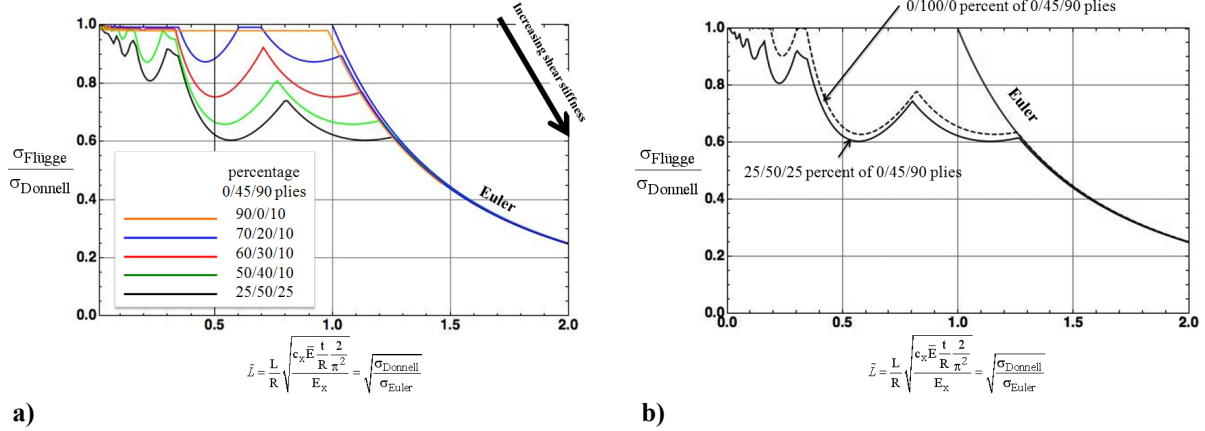 1.0
0.8
0.6
0.4
0.2
0.0
0.5
1.0
1.5
2.0
σFlügge
σDonnell
Increasing shear stiffness
Euler
percentage
0/45/90 plies
90/0/10
70/20/10
60/30/10
50/40/10
25/50/25
L̃ = L/R √(cxĒ t/R 2/π² / Ex) = √(σDonnell/σEuler)
a)
0/100/0 percent of 0/45/90 plies
1.0
0.8
0.6
0.4
0.2
0.0
0.0
0.5
1.0
1.5
2.0
σFlügge
σDonnell
Euler
25/50/25 percent of 0/45/90 plies
L̃ = L/R √(cxĒ t/R 2/π² / Ex) = √(σDonnell/σEuler)
b)